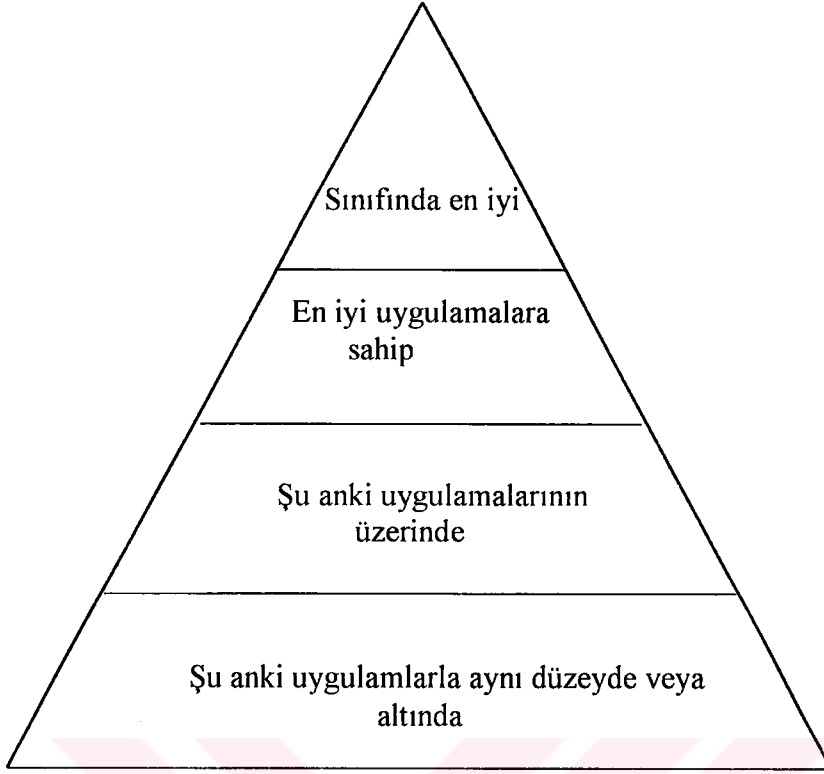 Sınıfında en iyi
En iyi uygulamalara
sahip
Şu anki uygulamalarının
üzerinde
Şu anki uygulamlarla aynı düzeyde veya
altında